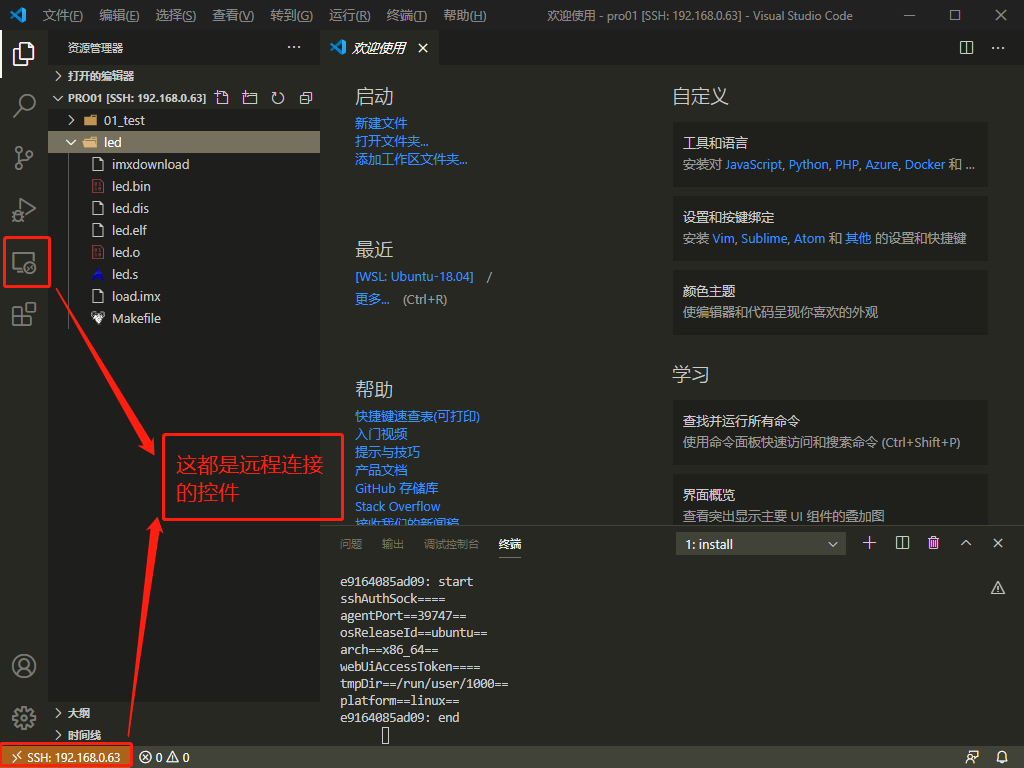 文件(F) 编辑(E) 选择(S) 查看(V) 转到(G) 运行(R) 终端(T) 帮助(H) 欢迎使用 - pro01 [SSH: 192.168.0.63] - Visual Studio Code
资源管理器
欢迎使用
打开的编辑器
PRO01 [SSH: 192.168.0.63]
01_test
led
imxdownload
led.bin
led.dis
led.elf
led.o
led.s
load.imx
Makefile
大纲
时间线
启动
新建文件
打开文件夹...
添加工作区文件夹...
最近
[WSL: Ubuntu-18.04] /
更多... (Ctrl+R)
帮助
快捷键速查表(可打印)
入门视频
提示与技巧
产品文档
GitHub 存储库
Stack Overflow
接收我们的新闻稿
自定义
工具和语言
安装对 JavaScript, Python, PHP, Azure, Docker 和 ...
设置和按键绑定
安装 Vim, Sublime, Atom 和 其他 的设置和快捷键
颜色主题
使编辑器和代码呈现你喜欢的外观
学习
查找并运行所有命令
使用命令面板快速访问和搜索命令 (Ctrl+Shift+P)
界面概览
查看突出显示主要 UI 组件的叠加图
这都是远程连接
的控件
问题 输出 调试控制台 终端
1: install
e9164085ad09: start
sshAuthSock====
agentPort==39747==
osReleaseId==ubuntu==
arch==x86_64==
webUiAccessToken====
tmpDir==/run/user/1000==
platform==linux==
e9164085ad09: end
SSH: 192.168.0.63 0 0